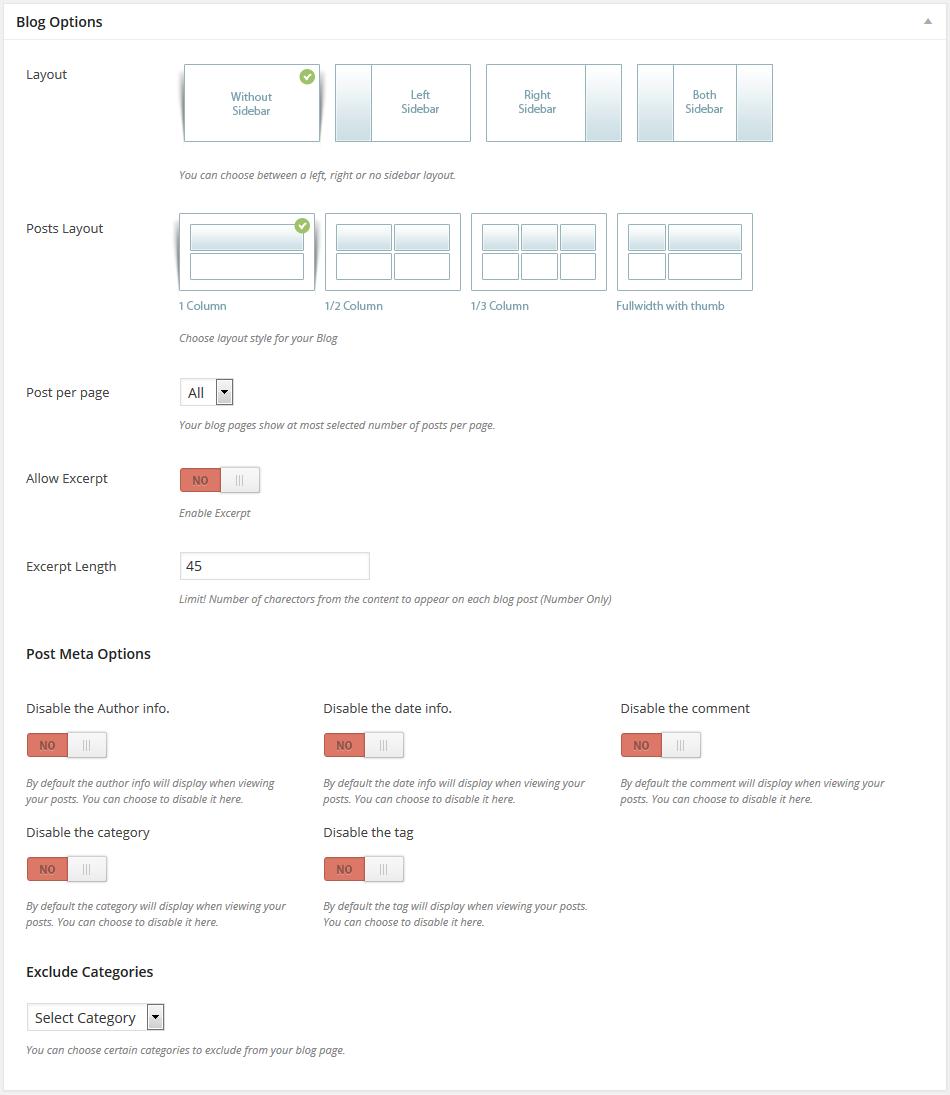 Blog Options
Layout
Without
Sidebar
Left
Sidebar
Right
Sidebar
Both
Sidebar
You can choose between a left, right or no sidebar layout.
Posts Layout
1 Column
1/2 Column
1/3 Column
Fullwidth with thumb
Choose layout style for your Blog
Post per page
All
Your blog pages show at most selected number of posts per page.
Allow Excerpt
NO
Enable Excerpt
Excerpt Length
45
Limit! Number of charectors from the content to appear on each blog post (Number Only)
Post Meta Options
Disable the Author info.
NO
By default the author info will display when viewing
your posts. You can choose to disable it here.
Disable the date info.
NO
By default the date info will display when viewing your
posts. You can choose to disable it here.
Disable the comment
NO
By default the comment will display when viewing your
posts. You can choose to disable it here.
Disable the category
NO
By default the category will display when viewing your
posts. You can choose to disable it here.
Disable the tag
NO
By default the tag will display when viewing your posts.
You can choose to disable it here.
Exclude Categories
Select Category
You can choose certain categories to exclude from your blog page.